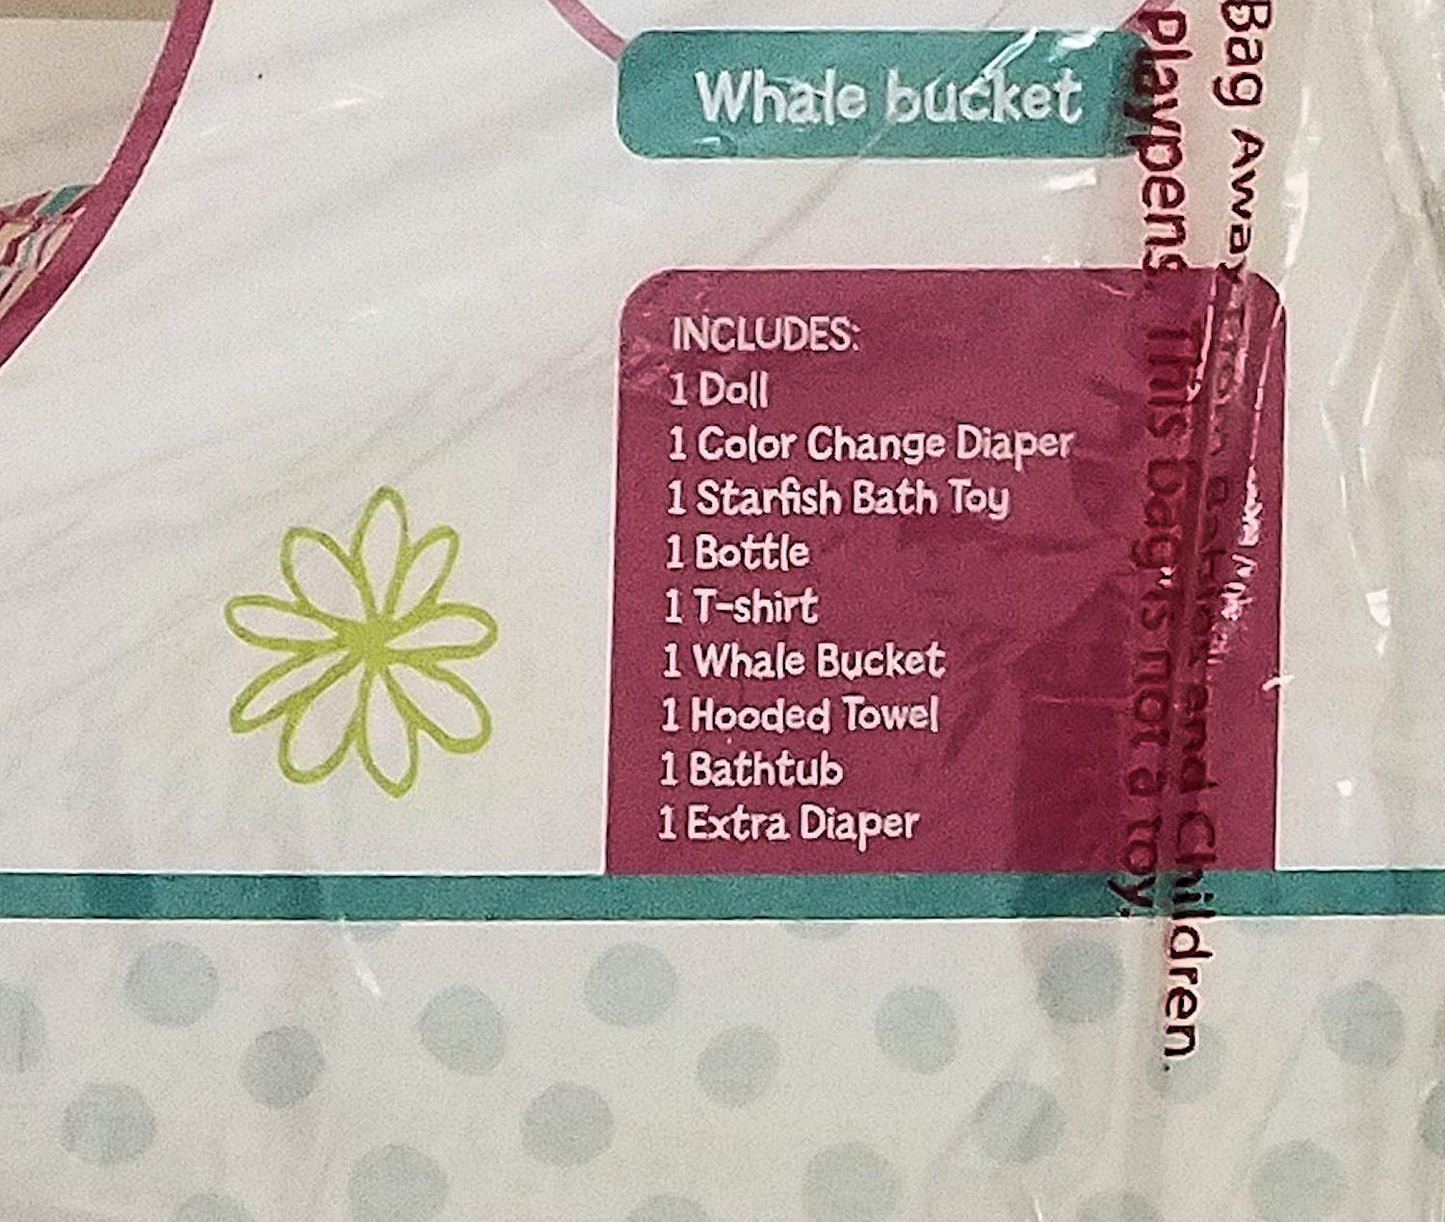 Whale bucket
INCLUDES:
1 Doll
1 Color Change Diaper
1 Starfish Bath Toy
1 Bottle
1 T-shirt
1 Whale Bucket
1 Hooded Towel
1 Bathtub
1 Extra Diaper
Bag Away and Children.
Playpens. This bag is not a toy.